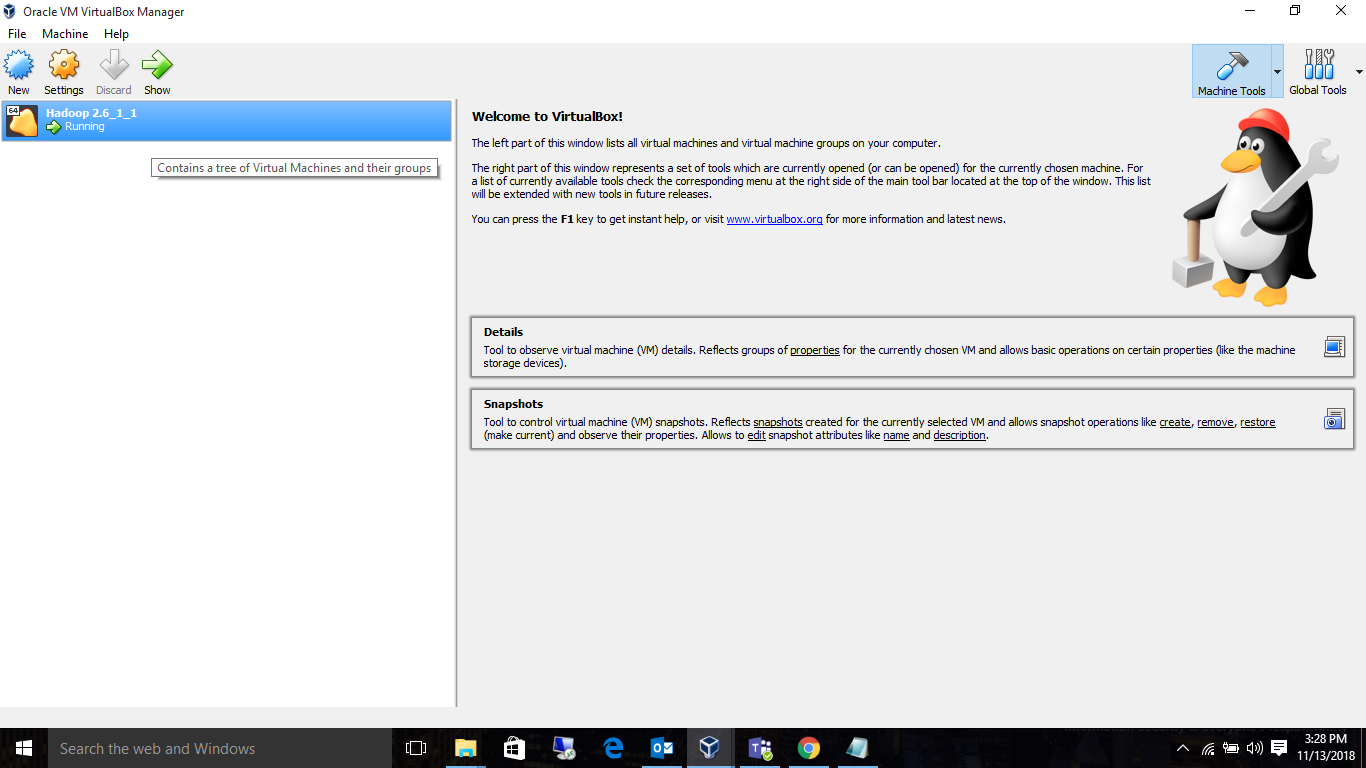 Oracle VM VirtualBox Manager
File Machine Help
New Settings Discard Show
Machine Tools Global Tools
64
Hadoop 2.6_1_1
Running
Contains a tree of Virtual Machines and their groups
Welcome to VirtualBox!
The left part of this window lists all virtual machines and virtual machine groups on your computer.
The right part of this window represents a set of tools which are currently opened (or can be opened) for the currently chosen machine. For
a list of currently available tools check the corresponding menu at the right side of the main tool bar located at the top of the window. This list
will be extended with new tools in future releases.
You can press the F1 key to get instant help, or visit www.virtualbox.org for more information and latest news.
Details
Tool to observe virtual machine (VM) details. Reflects groups of properties for the currently chosen VM and allows basic operations on certain properties (like the machine
storage devices).
Snapshots
Tool to control virtual machine (VM) snapshots. Reflects snapshots created for the currently selected VM and allows snapshot operations like create, remove, restore
(make current) and observe their properties. Allows to edit snapshot attributes like name and description.
Search the web and Windows
3:28 PM
11/13/2018